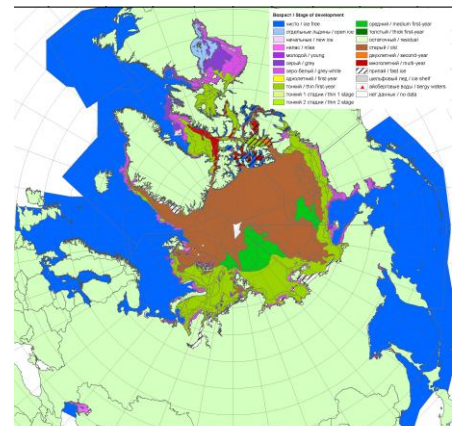 Возраст / Stage of development
чисто / ice free
отдельные льдины / open ice
начальные / new ice
нилас / nilas
молодой / young
серый / grey
серо-белый / grey-white
однолетний / first year
тонкий / thin first-year
тонкий 1 стадии / thin 1 stage
тонкий 2 стадии / thin 2 stage
средний / medium first-year
толстый / thick first-year
остаточный / residual
старый / old
двухлетний / second-year
многолетний / multi-year
припай / fast ice
шельфовый лед / ice shelf
айсберговые воды / bergy waters
нет данных / no data